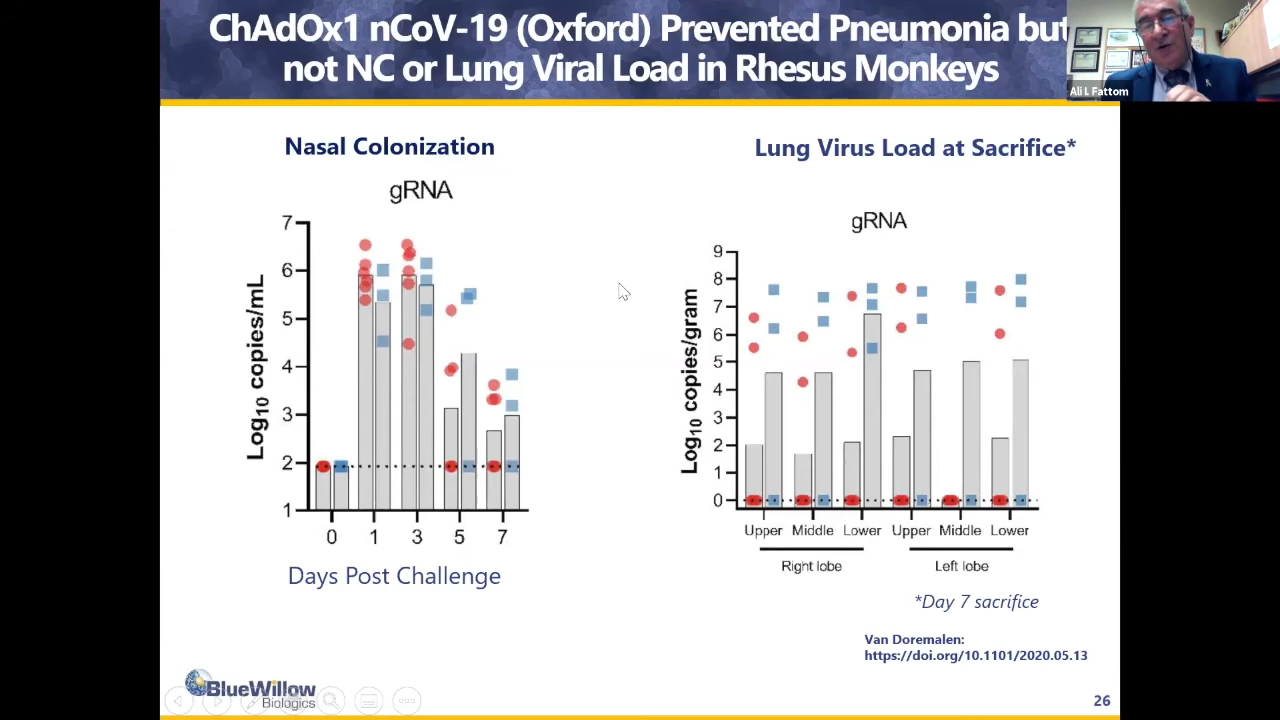 ChAdOx1 nCoV-19 (Oxford) Prevented Pneumonia but
not NC or Lung Viral Load in Rhesus Monkeys
Ali L Fattom
Nasal Colonization
gRNA
Log10 copies/mL
7
6
5
4
3
2
1
0 1 3 5 7
Days Post Challenge
Lung Virus Load at Sacrifice*
gRNA
Log10 copies/gram
9
8
7
6
5
4
3
2
1
0
Upper Middle Lower Upper Middle Lower
Right lobe Left lobe
*Day 7 sacrifice
Van Doremalen:
https://doi.org/10.1101/2020.05.13
BlueWillow
Biologics
26